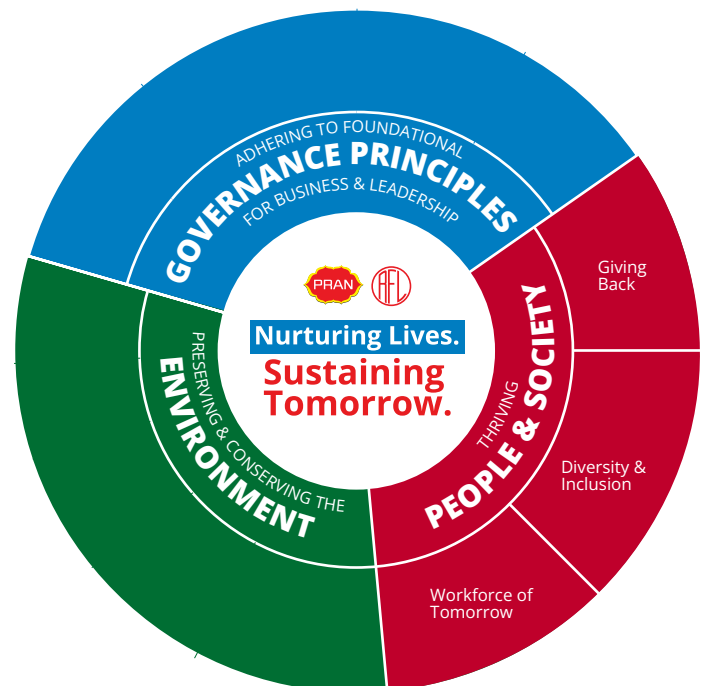 ADHERING TO FOUNDATIONAL
GOVERNANCE PRINCIPLES
FOR BUSINESS & LEADERSHIP
PRAN
RFL
Nurturing Lives.
Sustaining
Tomorrow.
THRIVING
PEOPLE & SOCIETY
Giving
Back
Diversity &
Inclusion
Workforce of
Tomorrow
PRESERVING & CONSERVING THE
ENVIRONMENT